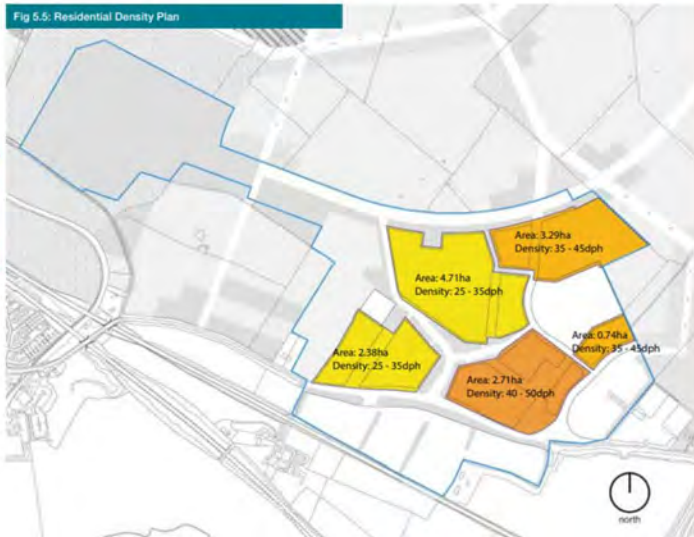 Fig 5.5: Residential Density Plan
Area: 3.29ha
Density: 35 - 45dph
Area: 4.71ha
Density: 25 - 35dph
Area: 0.74ha
Density: 35 - 45dph
Area: 2.38ha
Density: 25 - 35dph
Area: 2.71ha
Density: 40 - 50dph
north